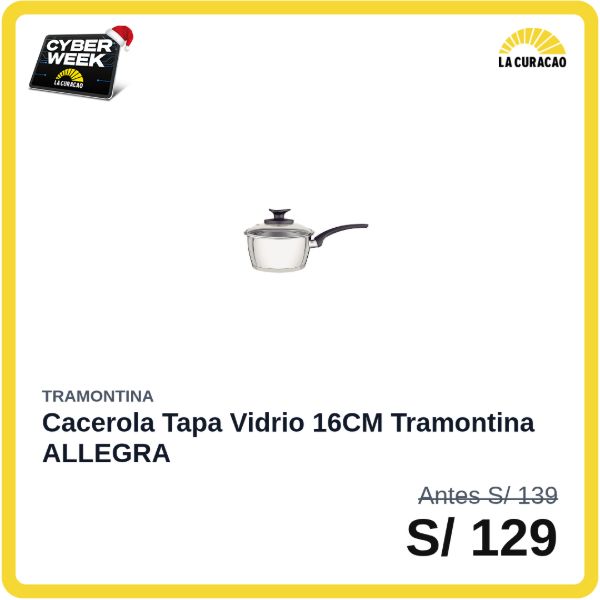 CYBER
WEEK
LA CURACAO
LA CURACAO
TRAMONTINA
Cacerola Tapa Vidrio 16CM Tramontina
ALLEGRA
Antes S/ 139
S/ 129